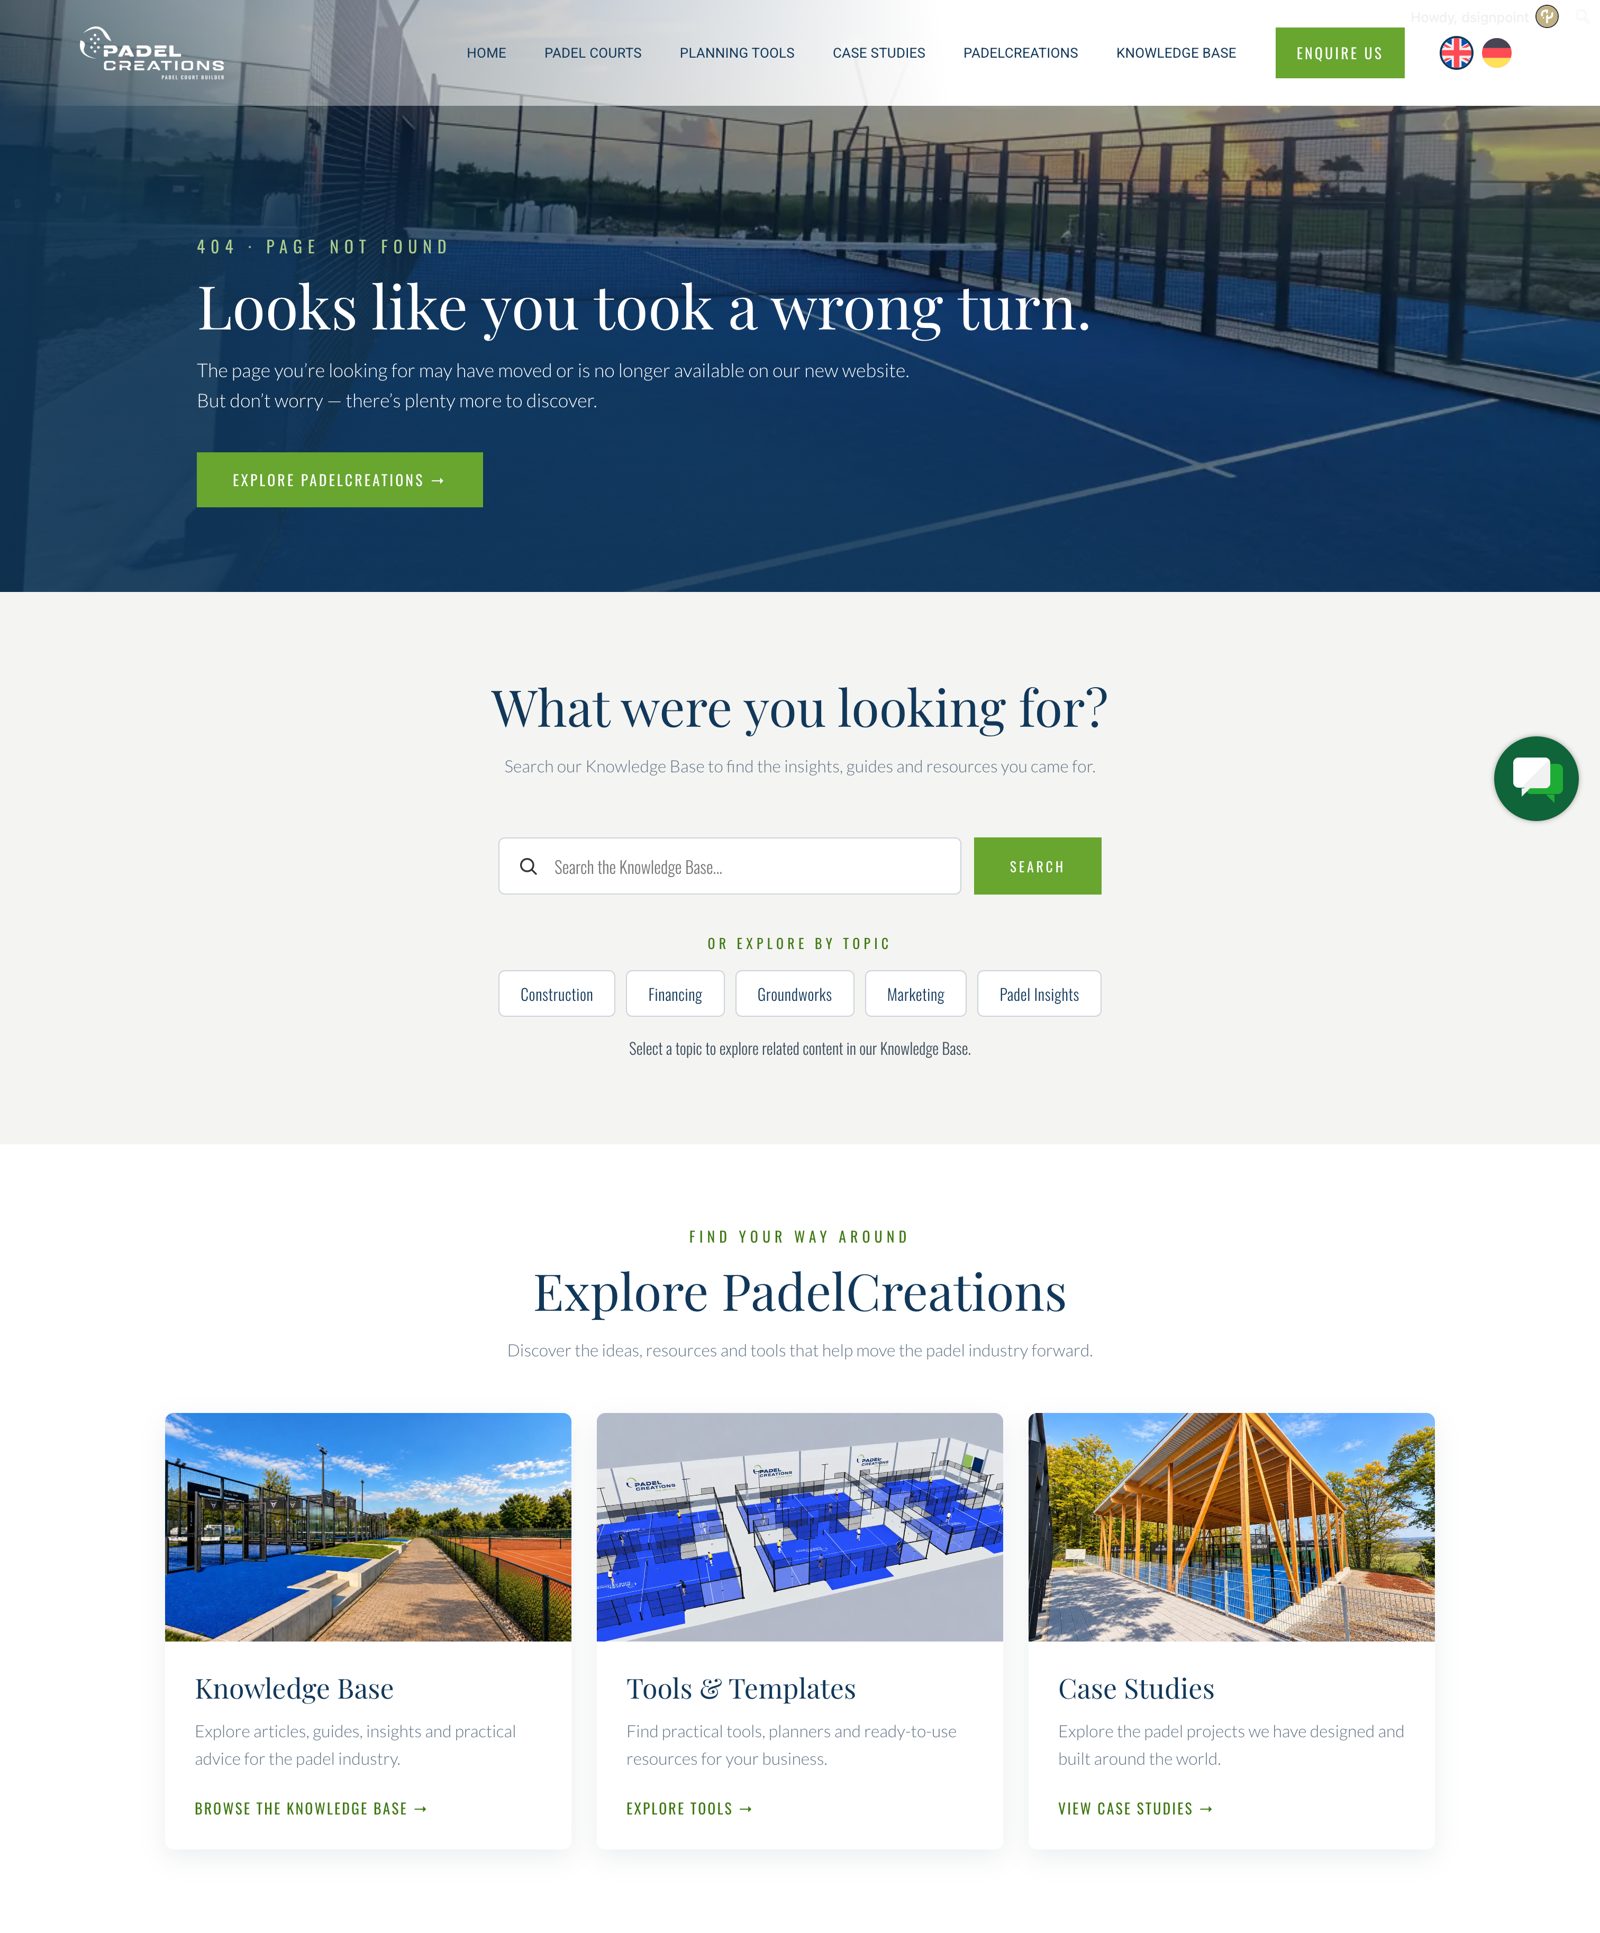 Howdy, dsignpoint
PADEL
CREATIONS
PADEL COURT BUILDER
HOME
PADEL COURTS
PLANNING TOOLS
CASE STUDIES
PADELCREATIONS
KNOWLEDGE BASE
ENQUIRE US
404 · PAGE NOT FOUND
Looks like you took a wrong turn.
The page you’re looking for may have moved or is no longer available on our new website.
But don’t worry — there’s plenty more to discover.
EXPLORE PADELCREATIONS →
What were you looking for?
Search our Knowledge Base to find the insights, guides and resources you came for.
Search the Knowledge Base...
SEARCH
OR EXPLORE BY TOPIC
Construction
Financing
Groundworks
Marketing
Padel Insights
Select a topic to explore related content in our Knowledge Base.
FIND YOUR WAY AROUND
Explore PadelCreations
Discover the ideas, resources and tools that help move the padel industry forward.
PADEL
CREATIONS
PADEL
CREATIONS
PADEL
CREATIONS
Knowledge Base
Explore articles, guides, insights and practical
advice for the padel industry.
BROWSE THE KNOWLEDGE BASE →
Tools & Templates
Find practical tools, planners and ready-to-use
resources for your business.
EXPLORE TOOLS →
Case Studies
Explore the padel projects we have designed and
built around the world.
VIEW CASE STUDIES →